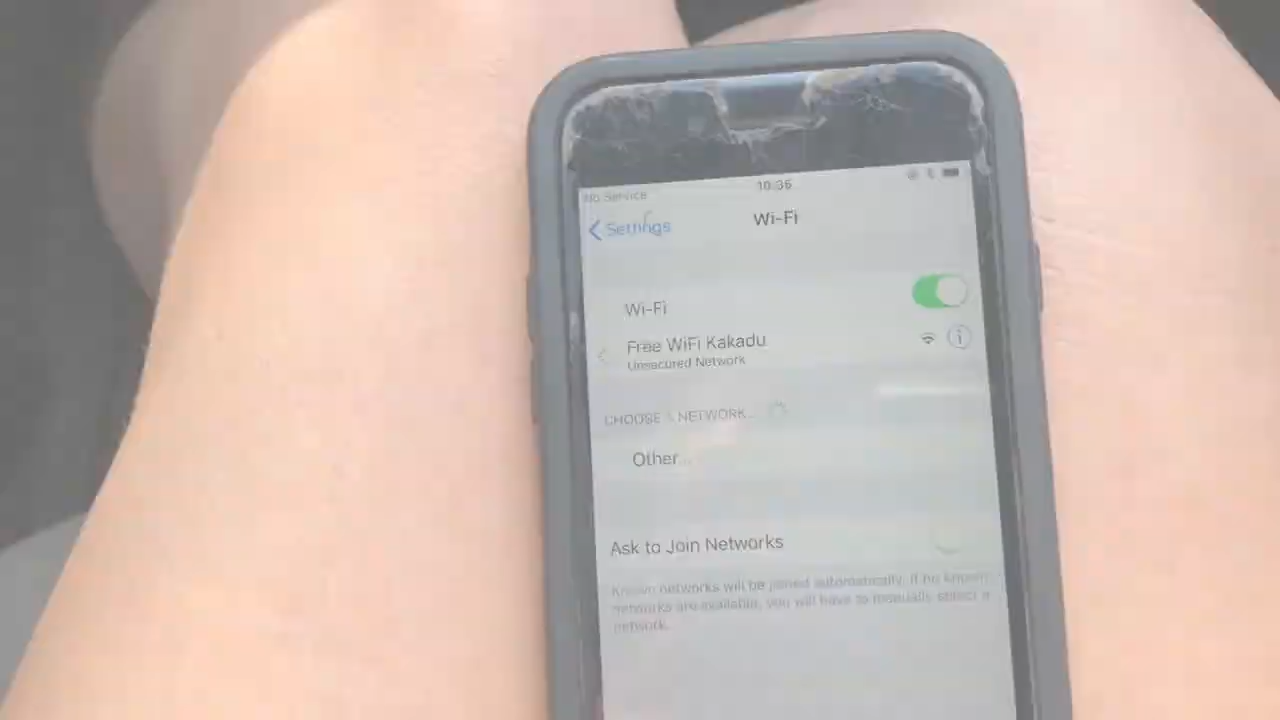 No Service
10:36
Settings
Wi-Fi
Wi-Fi
Free WiFi Kakadu
Unsecured Network
CHOOSE A NETWORK...
Other...
Ask to Join Networks
Known networks will be joined automatically. If no known
networks are available, you will have to manually select a
network.